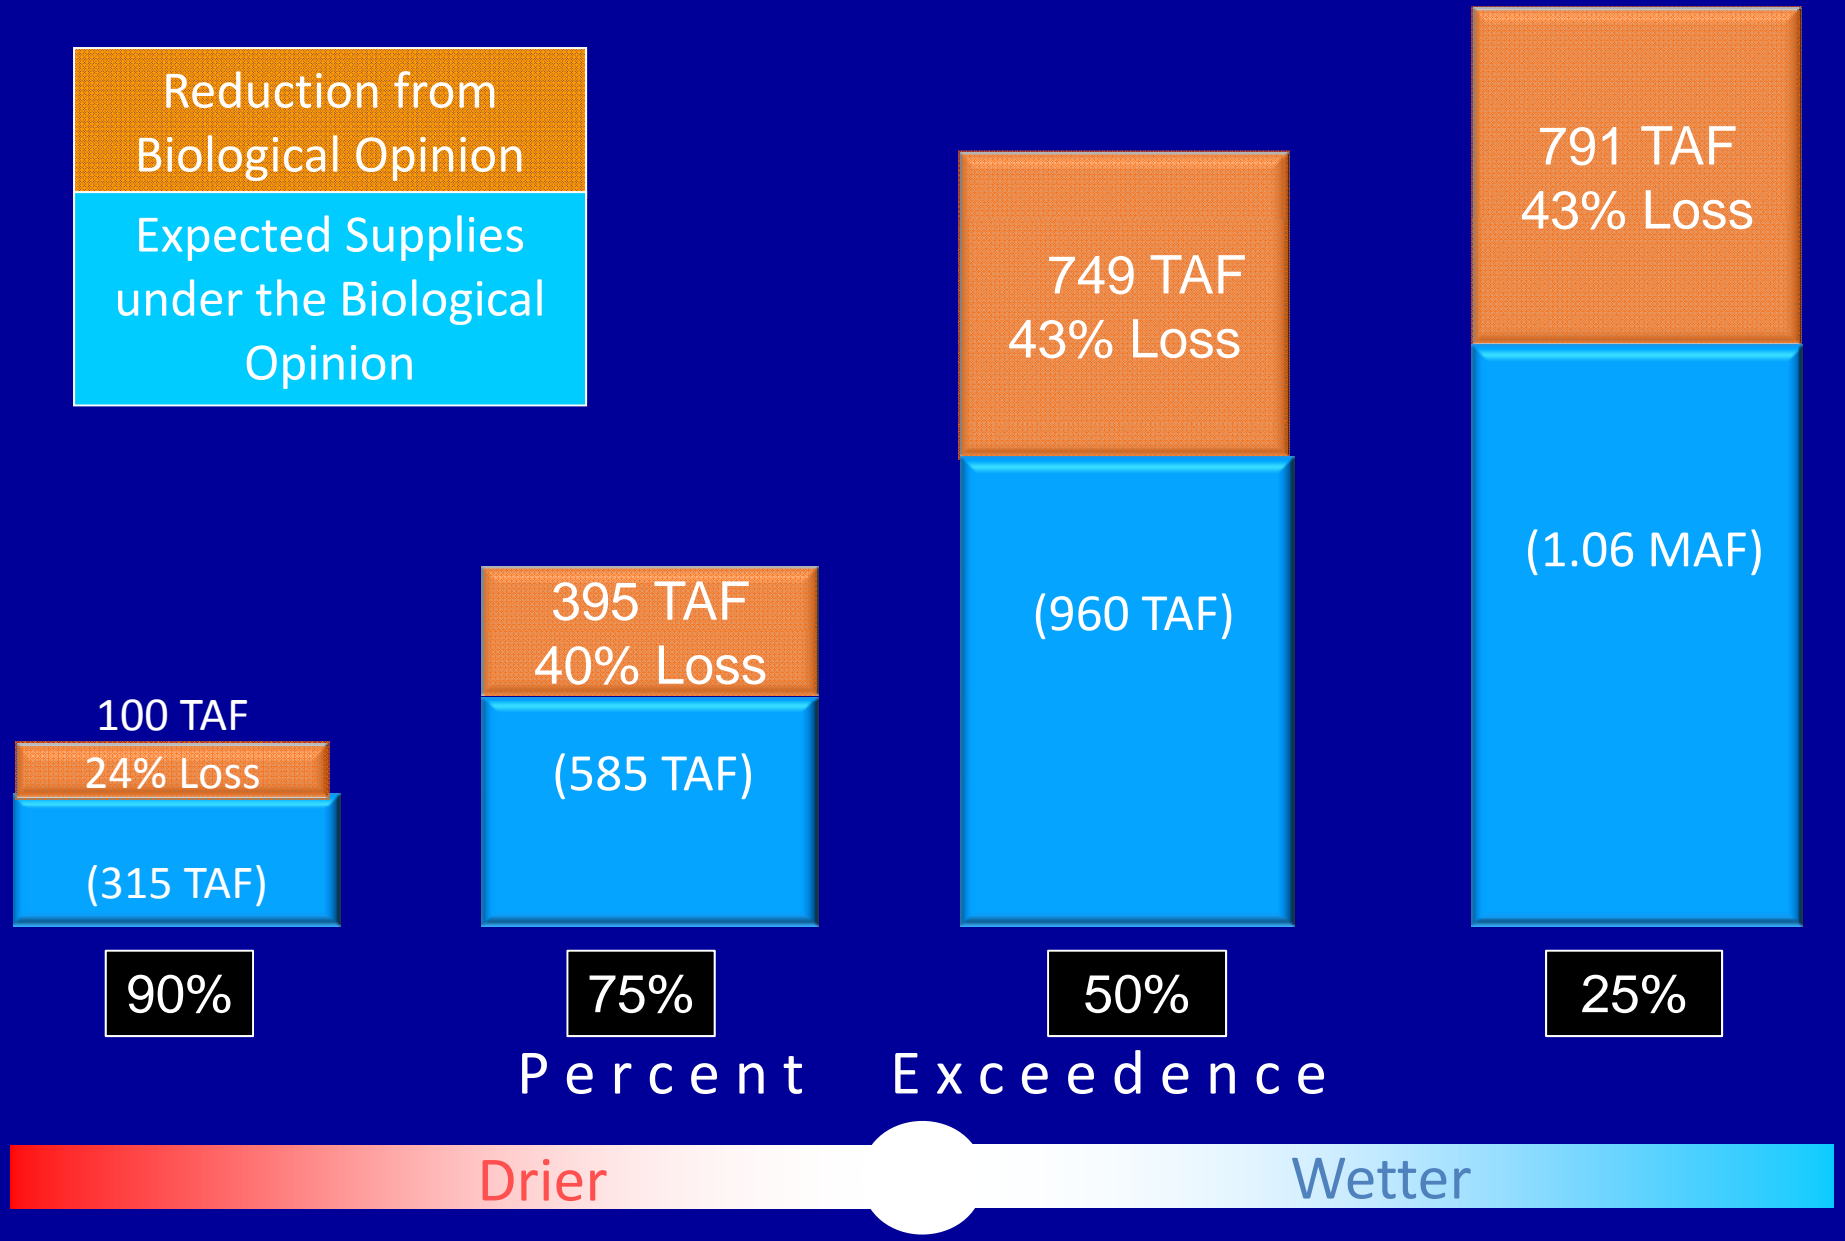 Reduction from
Biological Opinion
Expected Supplies
under the Biological
Opinion
100 TAF
24% Loss
(315 TAF)
395 TAF
40% Loss
(585 TAF)
749 TAF
43% Loss
(960 TAF)
791 TAF
43% Loss
(1.06 MAF)
90%
75%
50%
25%
Percent Exceedence
Drier
Wetter